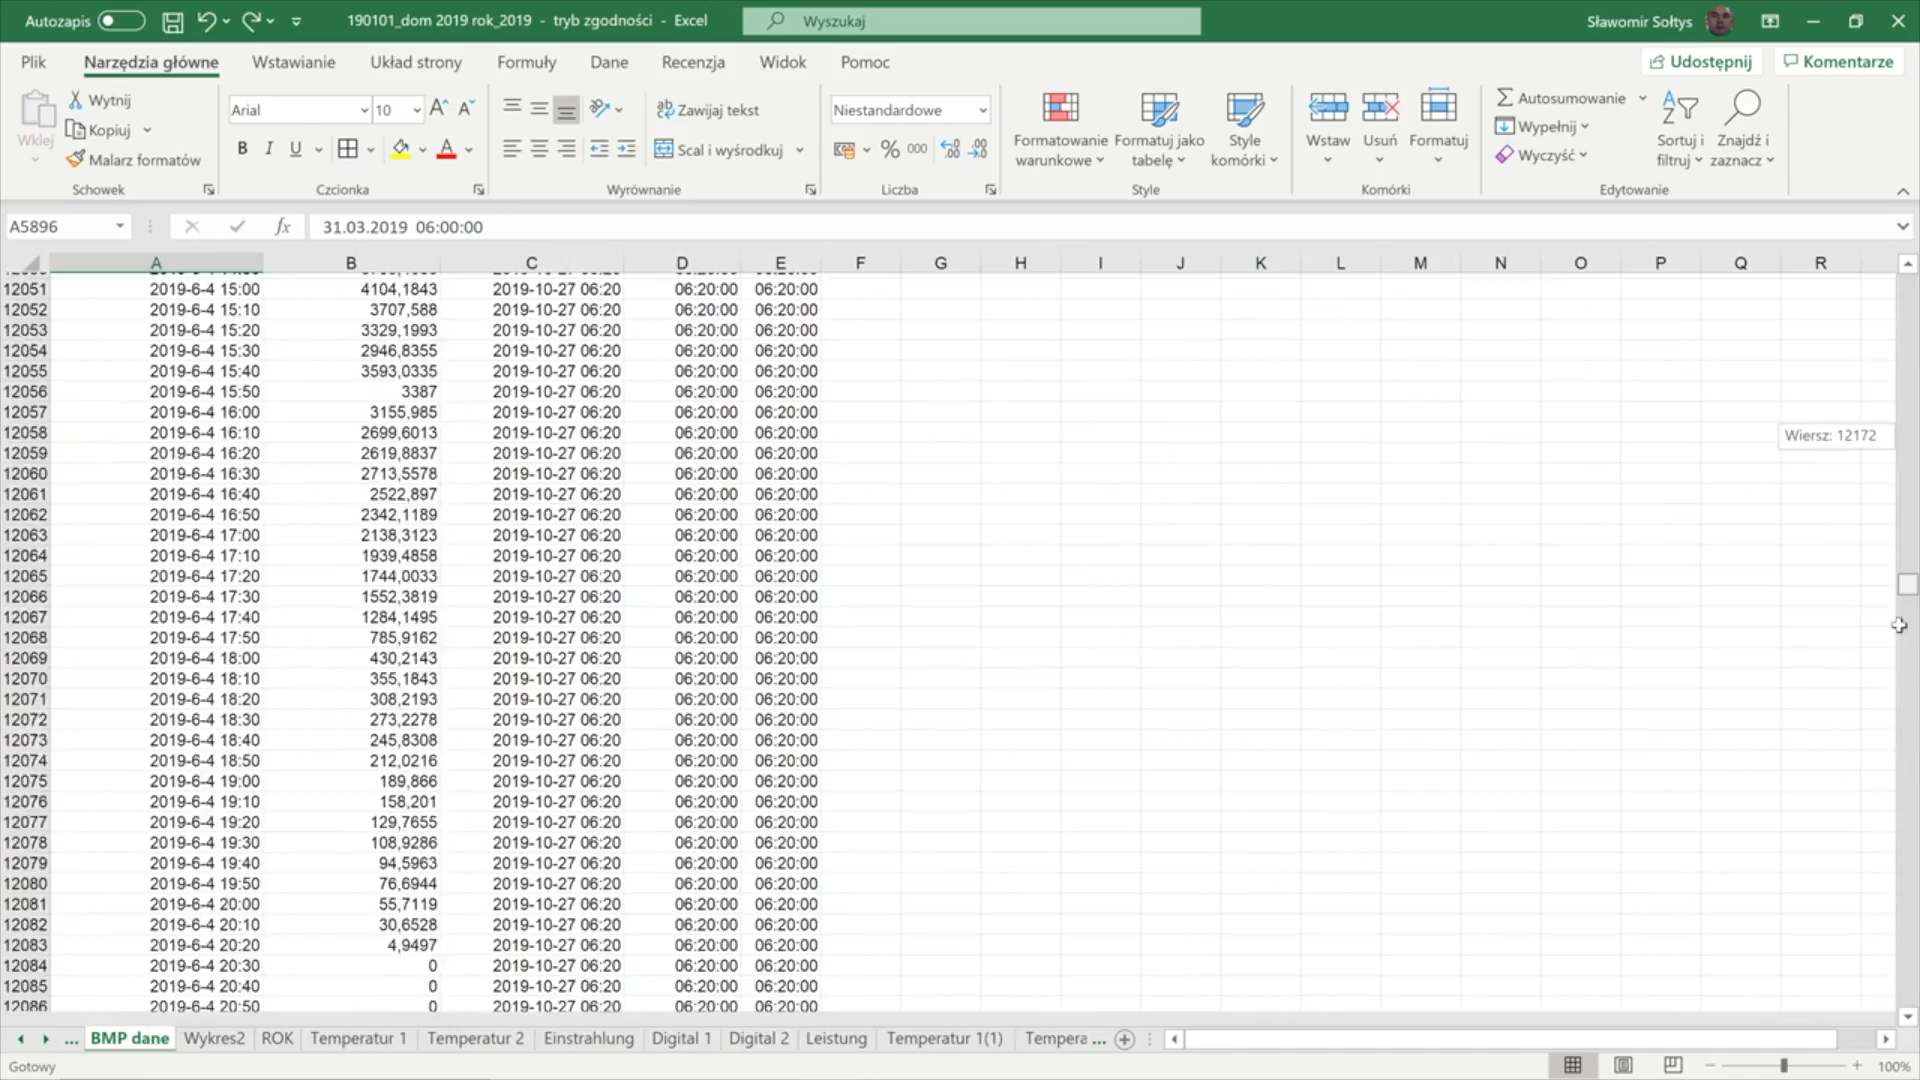 Autozapis 190101_dom 2019 rok_2019 - tryb zgodności - Excel Wyszukaj Sławomir Sołtys
Plik Narzędzia główne Wstawianie Układ strony Formuły Dane Recenzja Widok Pomoc Udostępnij Komentarze
Wklej Wytnij Kopiuj Malarz formatów Schowek
Arial 10 B I U A Czcionka
Zawijaj tekst Scal i wyśrodkuj Wyrównanie
Niestandardowe % 000 Liczba
Formatowanie warunkowe Formatuj jako tabelę Style komórki Style
Wstaw Usuń Formatuj Komórki
Autosumowanie Wypełnij Wyczyść Sortuj i filtruj Znajdź i zaznacz Edytowanie
A5896 fx 31.03.2019 06:00:00
A B C D E F G H I J K L M N O P Q R
12051 2019-6-4 15:00 4104,1843 2019-10-27 06:20 06:20:00 06:20:00
12052 2019-6-4 15:10 3707,588 2019-10-27 06:20 06:20:00 06:20:00
12053 2019-6-4 15:20 3329,1993 2019-10-27 06:20 06:20:00 06:20:00
12054 2019-6-4 15:30 2946,8355 2019-10-27 06:20 06:20:00 06:20:00
12055 2019-6-4 15:40 3593,0335 2019-10-27 06:20 06:20:00 06:20:00
12056 2019-6-4 15:50 3387 2019-10-27 06:20 06:20:00 06:20:00
12057 2019-6-4 16:00 3155,985 2019-10-27 06:20 06:20:00 06:20:00
12058 2019-6-4 16:10 2699,6013 2019-10-27 06:20 06:20:00 06:20:00
Wiersz: 12172
12059 2019-6-4 16:20 2619,8837 2019-10-27 06:20 06:20:00 06:20:00
12060 2019-6-4 16:30 2713,5578 2019-10-27 06:20 06:20:00 06:20:00
12061 2019-6-4 16:40 2522,897 2019-10-27 06:20 06:20:00 06:20:00
12062 2019-6-4 16:50 2342,1189 2019-10-27 06:20 06:20:00 06:20:00
12063 2019-6-4 17:00 2138,3123 2019-10-27 06:20 06:20:00 06:20:00
12064 2019-6-4 17:10 1939,4858 2019-10-27 06:20 06:20:00 06:20:00
12065 2019-6-4 17:20 1744,0033 2019-10-27 06:20 06:20:00 06:20:00
12066 2019-6-4 17:30 1552,3819 2019-10-27 06:20 06:20:00 06:20:00
12067 2019-6-4 17:40 1284,1495 2019-10-27 06:20 06:20:00 06:20:00
12068 2019-6-4 17:50 785,9162 2019-10-27 06:20 06:20:00 06:20:00
12069 2019-6-4 18:00 430,2143 2019-10-27 06:20 06:20:00 06:20:00
12070 2019-6-4 18:10 355,1843 2019-10-27 06:20 06:20:00 06:20:00
12071 2019-6-4 18:20 308,2193 2019-10-27 06:20 06:20:00 06:20:00
12072 2019-6-4 18:30 273,2278 2019-10-27 06:20 06:20:00 06:20:00
12073 2019-6-4 18:40 245,8308 2019-10-27 06:20 06:20:00 06:20:00
12074 2019-6-4 18:50 212,0216 2019-10-27 06:20 06:20:00 06:20:00
12075 2019-6-4 19:00 189,866 2019-10-27 06:20 06:20:00 06:20:00
12076 2019-6-4 19:10 158,201 2019-10-27 06:20 06:20:00 06:20:00
12077 2019-6-4 19:20 129,7655 2019-10-27 06:20 06:20:00 06:20:00
12078 2019-6-4 19:30 108,9286 2019-10-27 06:20 06:20:00 06:20:00
12079 2019-6-4 19:40 94,5963 2019-10-27 06:20 06:20:00 06:20:00
12080 2019-6-4 19:50 76,6944 2019-10-27 06:20 06:20:00 06:20:00
12081 2019-6-4 20:00 55,7119 2019-10-27 06:20 06:20:00 06:20:00
12082 2019-6-4 20:10 30,6528 2019-10-27 06:20 06:20:00 06:20:00
12083 2019-6-4 20:20 4,9497 2019-10-27 06:20 06:20:00 06:20:00
12084 2019-6-4 20:30 0 2019-10-27 06:20 06:20:00 06:20:00
12085 2019-6-4 20:40 0 2019-10-27 06:20 06:20:00 06:20:00
12086 2019-6-4 20:50 0 2019-10-27 06:20 06:20:00 06:20:00
... BMP dane Wykres2 ROK Temperatur 1 Temperatur 2 Einstrahlung Digital 1 Digital 2 Leistung Temperatur 1(1) Tempera ...
Gotowy 100%